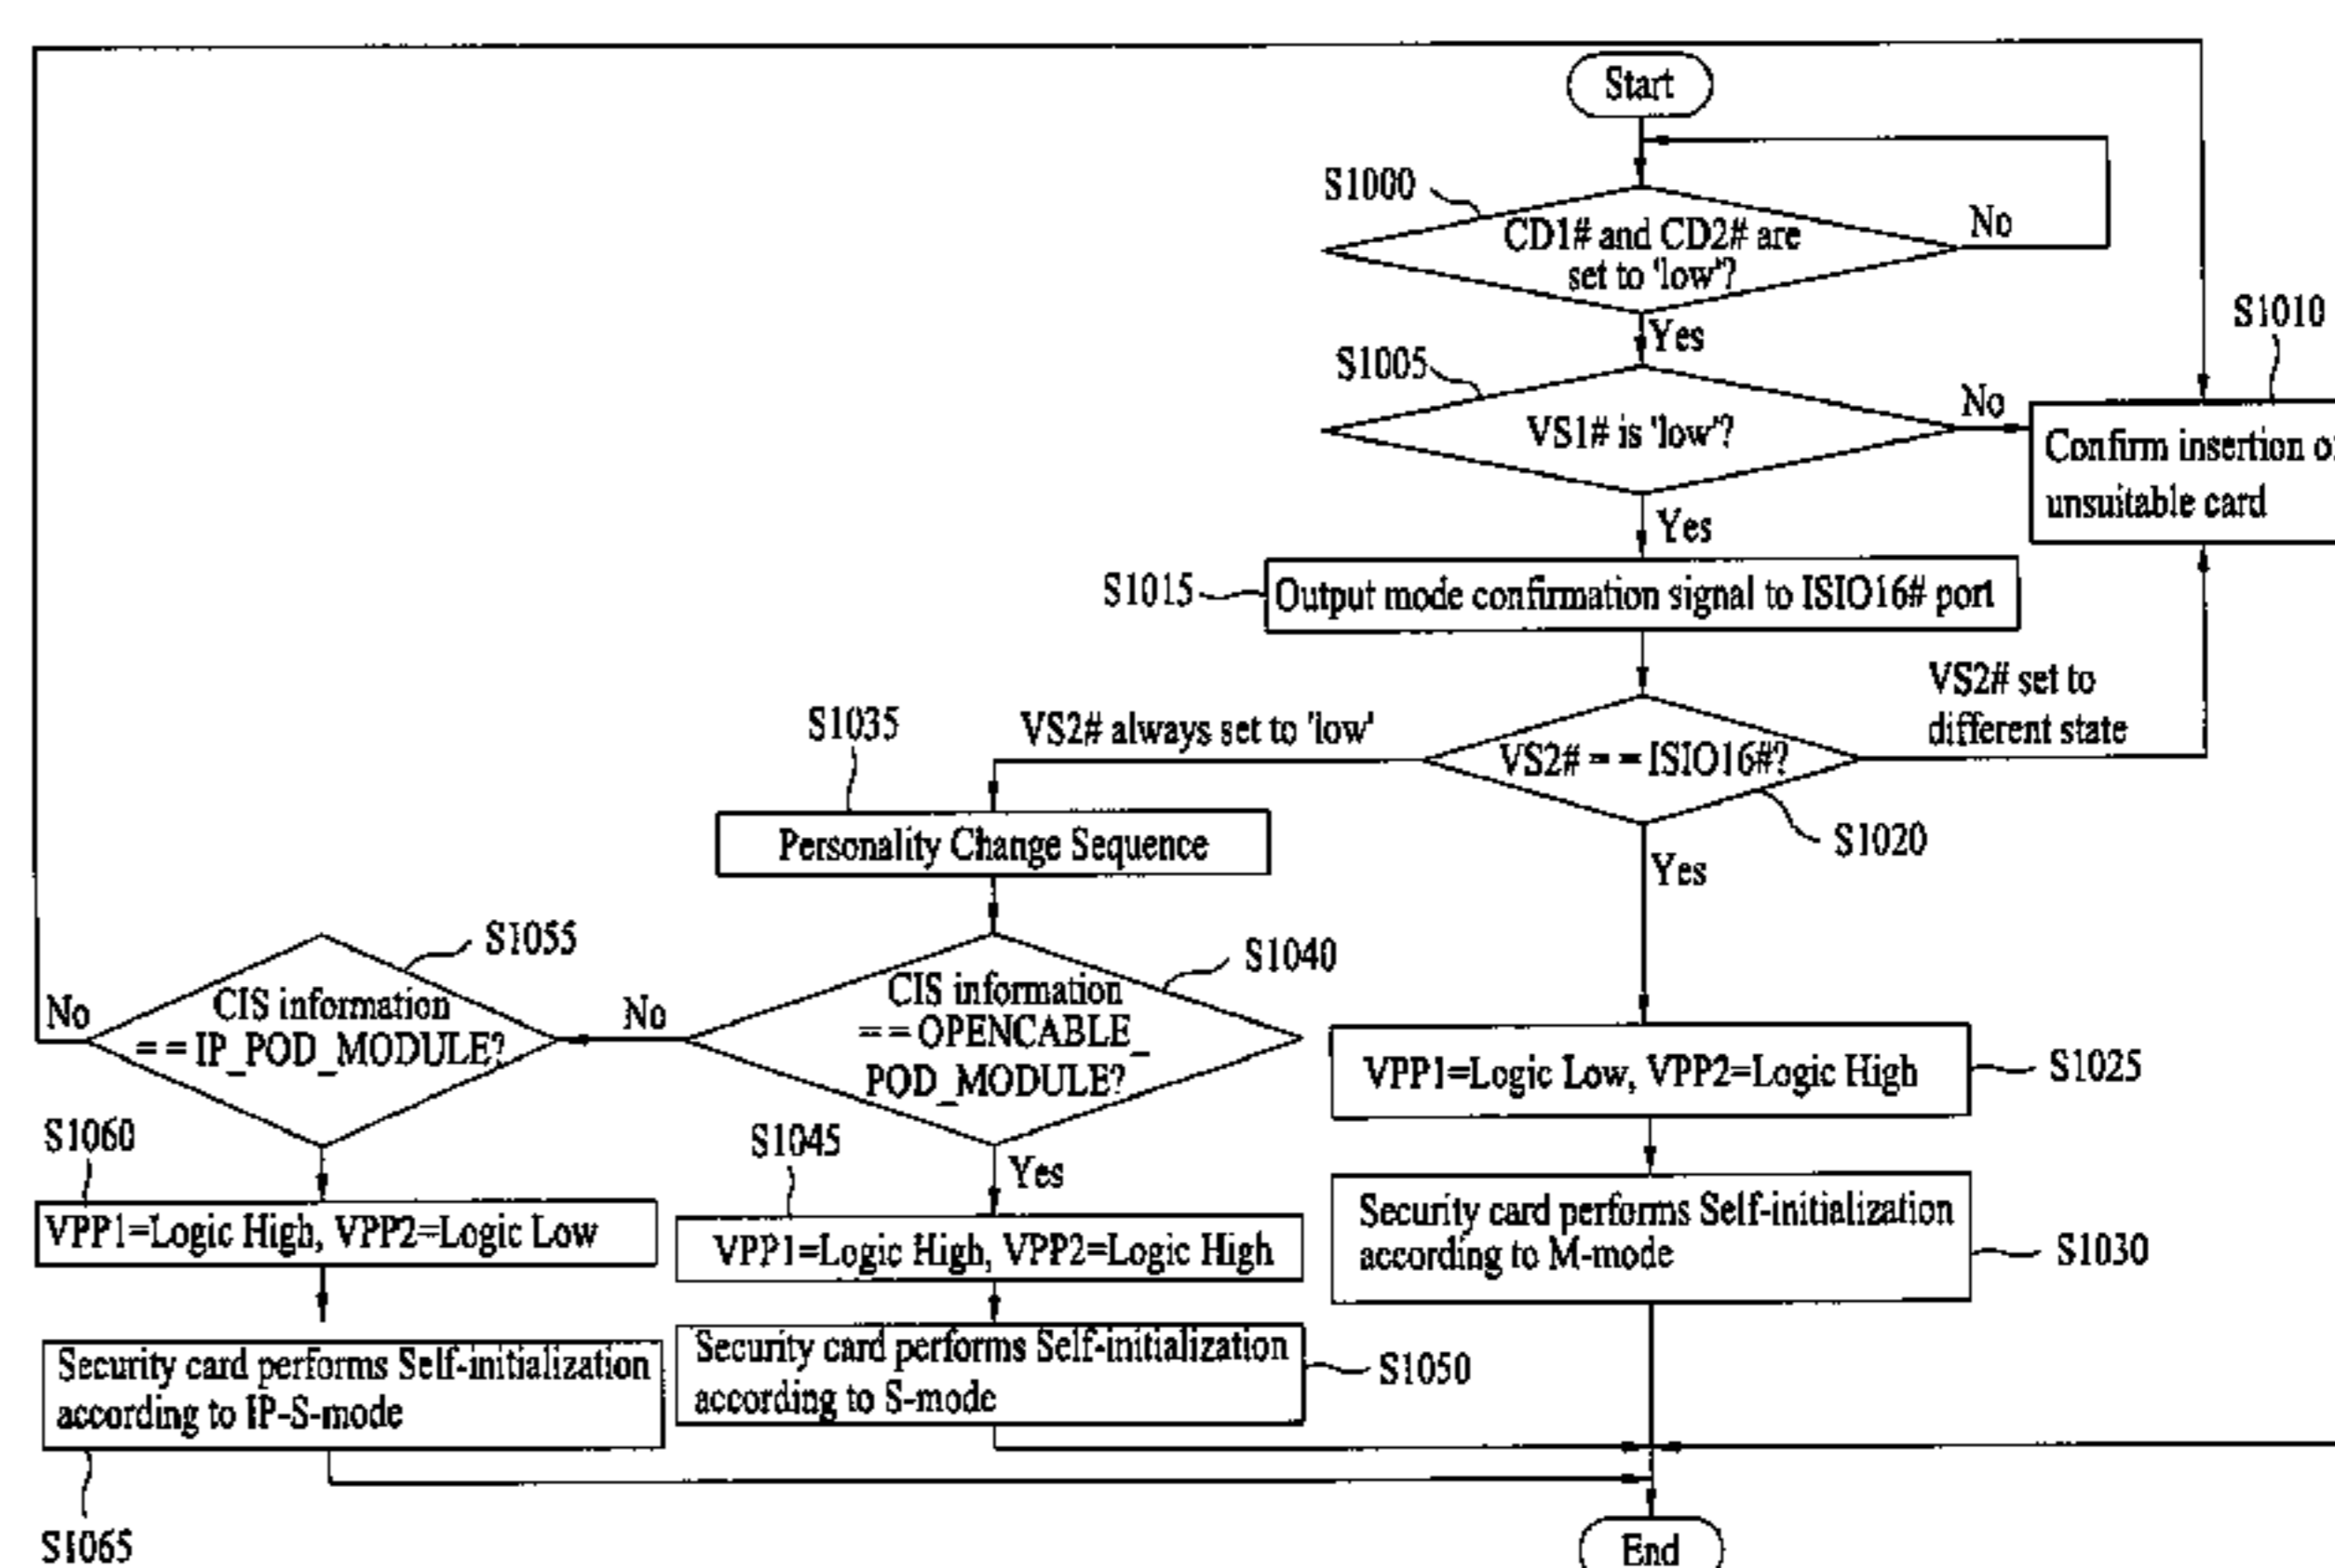 Start
S1000
CD1# and CD2# are
set to 'low'?
No
Yes
S1005
VS1# is 'low'?
No
S1010
Confirm insertion
unsuitable card
Yes
S1015
Output mode confirmation signal to ISIO16# port
VS2# set to
different state
S1035
VS2# always set to 'low'
VS2# = = ISIO16#?
S1020
Personality Change Sequence
Yes
S1055
S1040
No
CIS information
= = IP_POD_MODULE?
No
CIS information
= = OPENCABLE_
POD_MODULE?
VPP1=Logic Low, VPP2=Logic High
S1025
S1060
S1045
Yes
VPP1=Logic High, VPP2=Logic Low
VPP1=Logic High, VPP2=Logic High
Security card performs Self-initialization
according to M-mode
S1030
Security card performs Self-initialization
according to IP-S-mode
Security card performs Self-initialization
according to S-mode
S1050
S1065
End